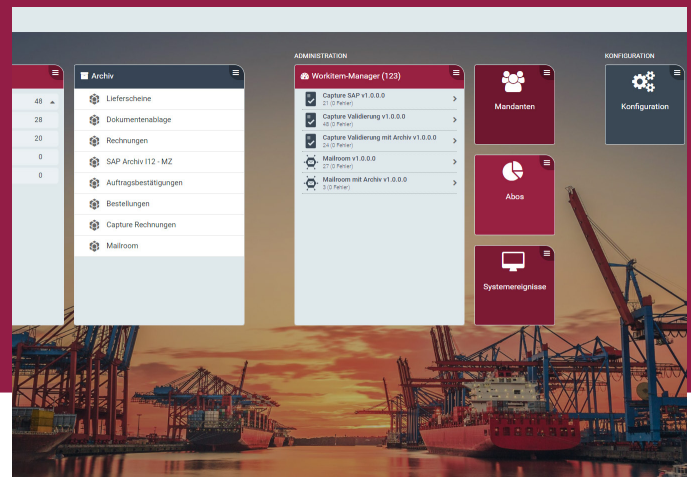 ADMINISTRATION
KONFIGURATION
48
28
20
0
0
Archiv
Lieferscheine
Dokumentenablage
Rechnungen
SAP Archiv I12 - MZ
Auftragsbestätigungen
Bestellungen
Capture Rechnungen
Mailroom
Workitem-Manager (123)
Capture SAP v1.0.0.0
21 (0 Fehler)
Capture Validierung v1.0.0.0
48 (0 Fehler)
Capture Validierung mit Archiv v1.0.0.0
24 (0 Fehler)
Mailroom v1.0.0.0
27 (0 Fehler)
Mailroom mit Archiv v1.0.0.0
3 (0 Fehler)
Mandanten
Abos
Systemereignisse
Konfiguration